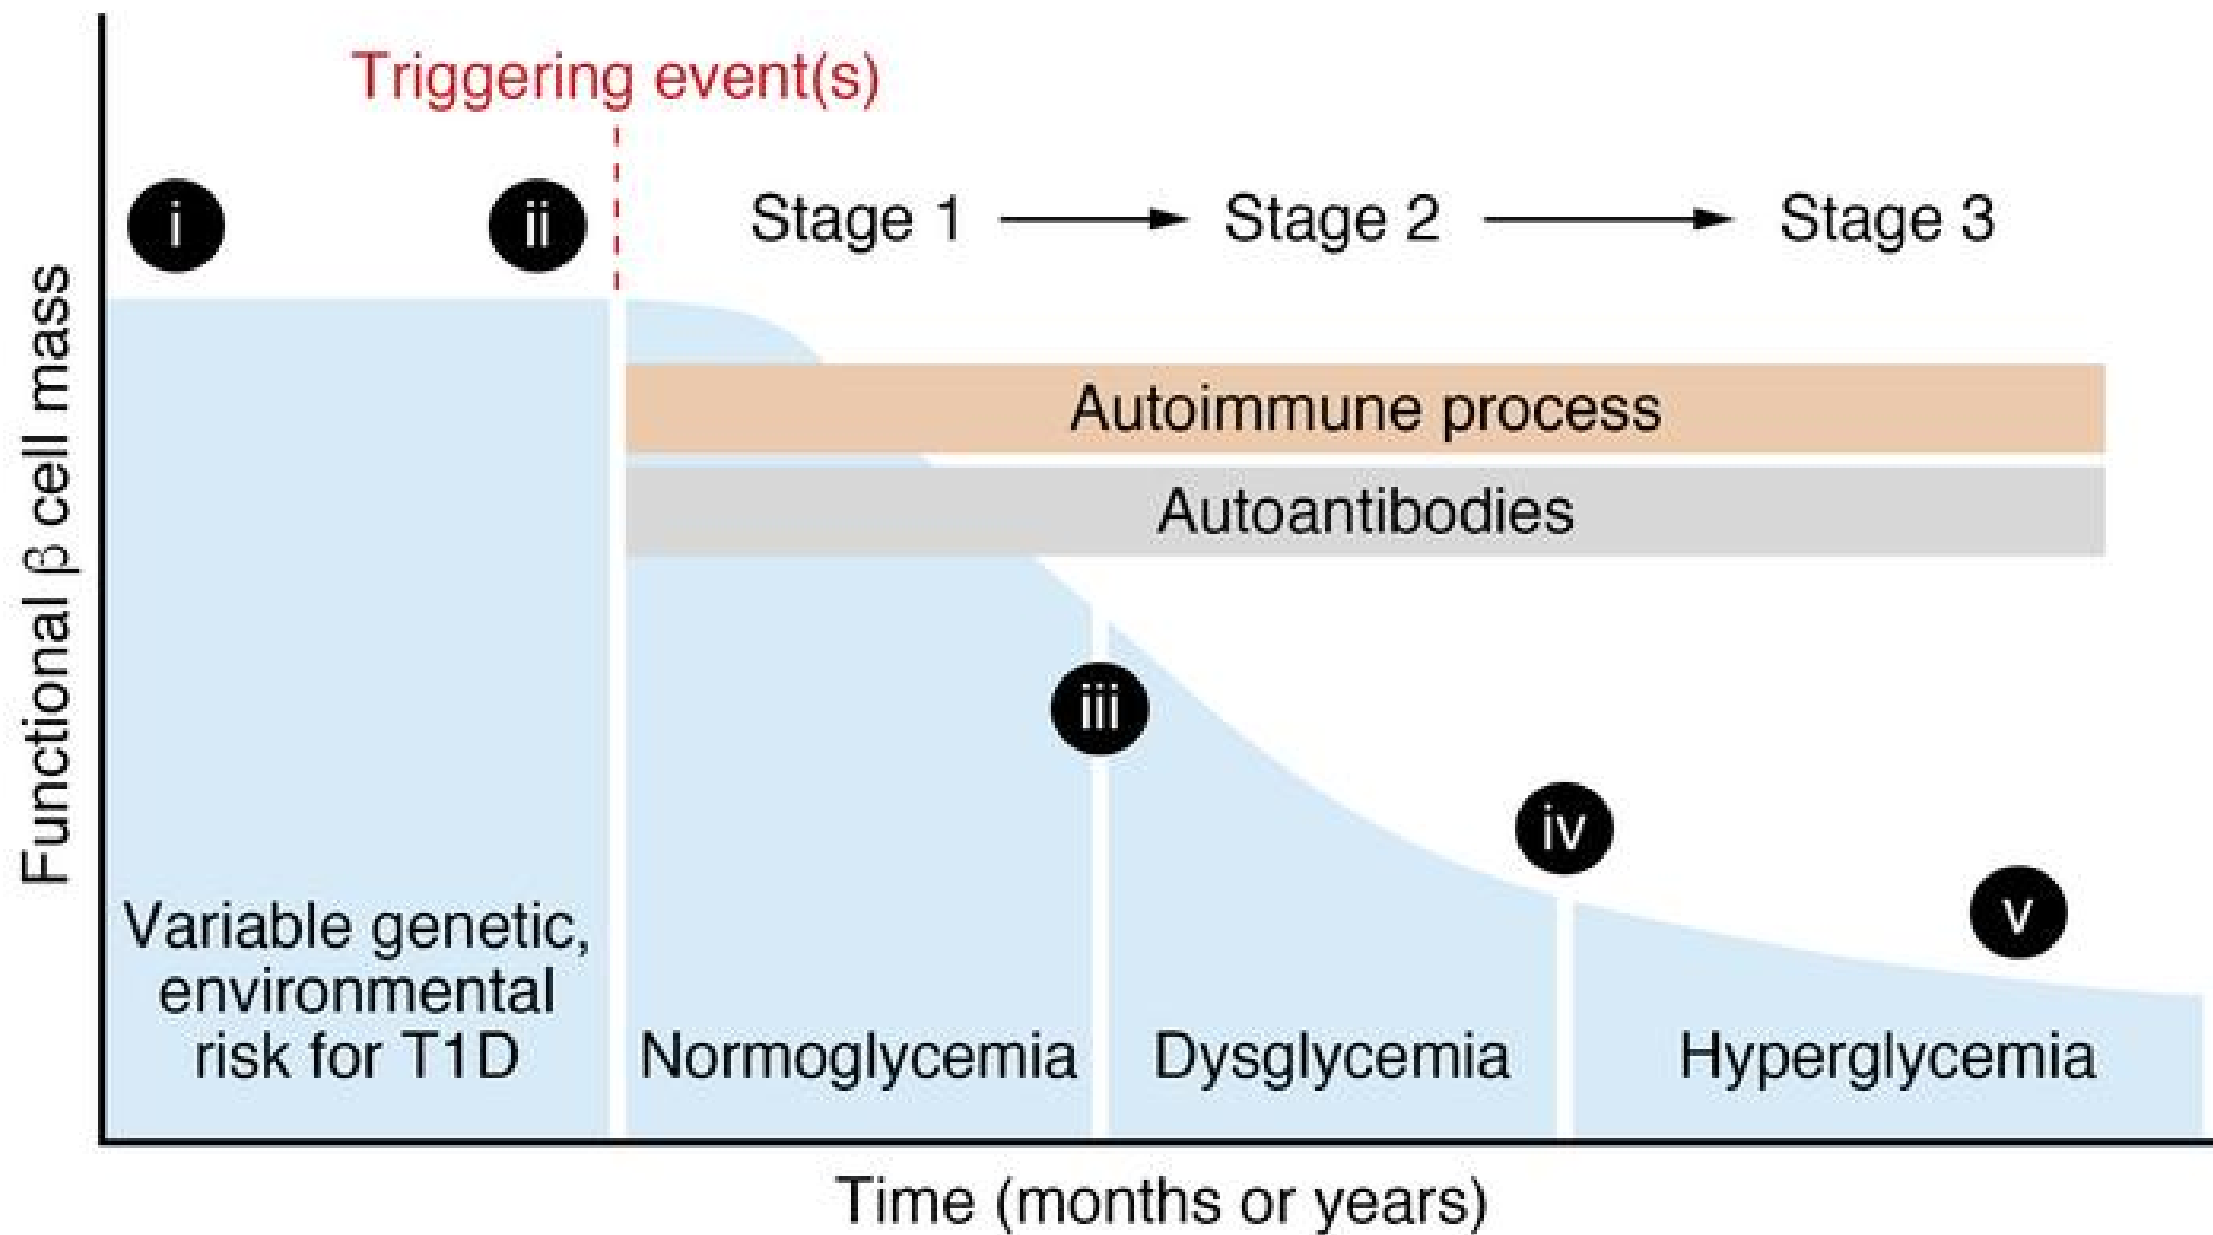 Triggering event(s)
i
ii
Stage 1
Stage 2
Stage 3
Functional β cell mass
Autoimmune process
Autoantibodies
iii
iv
v
Variable genetic,
environmental
risk for T1D
Normoglycemia
Dysglycemia
Hyperglycemia
Time (months or years)